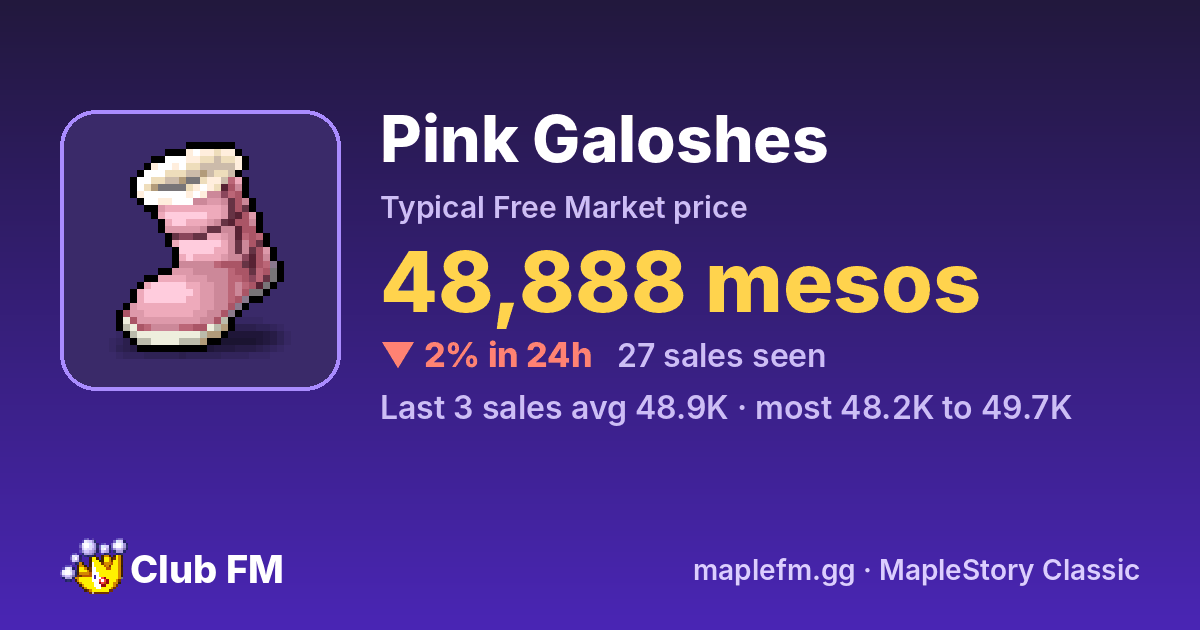 Pink Galoshes
Typical Free Market price
48,888 mesos
▼ 2% in 24h 27 sales seen
Last 3 sales avg 48.9K · most 48.2K to 49.7K
Club FM
maplefm.gg · MapleStory Classic